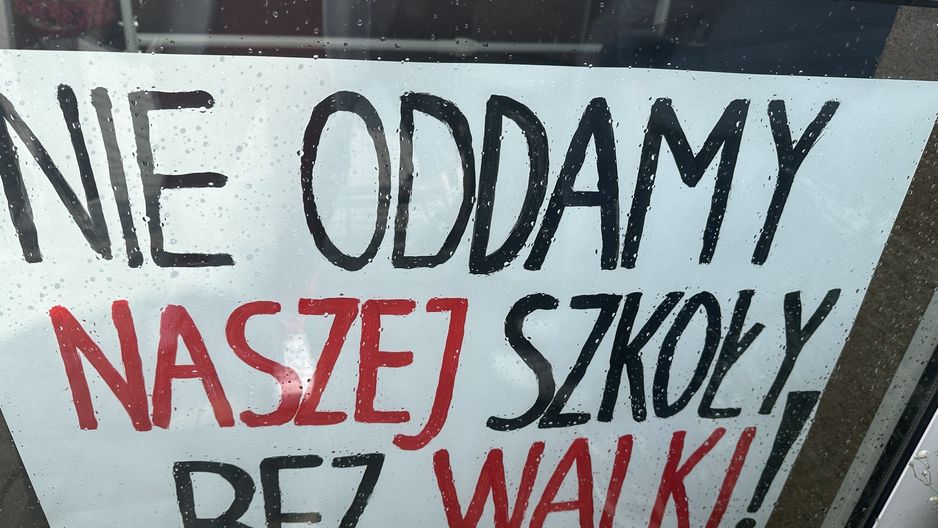 NIE ODDAMY
NASZEJ SZKOŁY
BEZ WALKI!